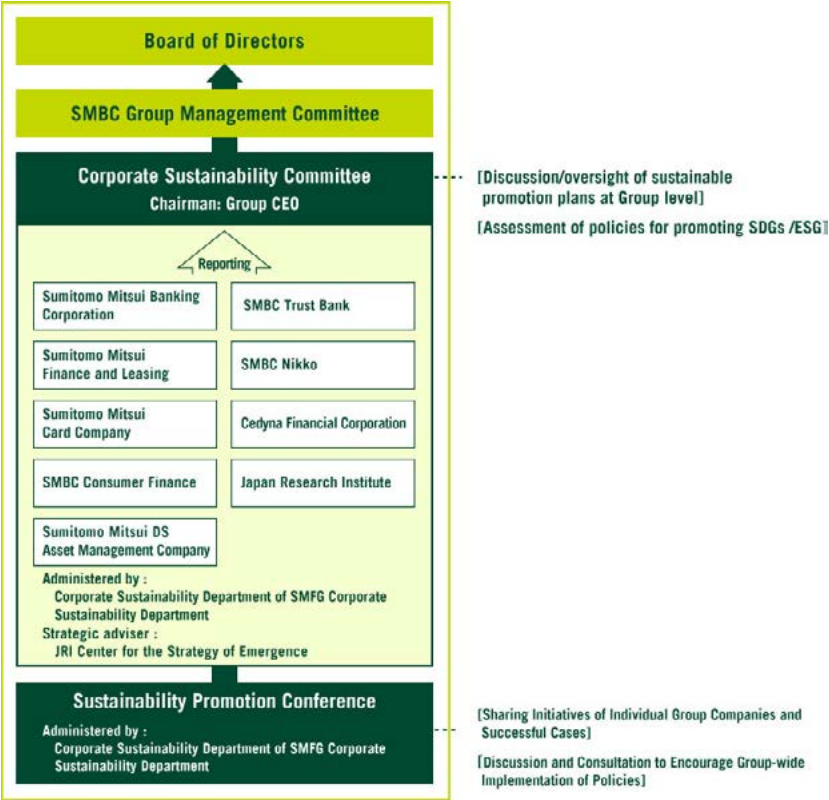 Board of Directors
SMBC Group Management Committee
Corporate Sustainability Committee
Chairman: Group CEO
[Discussion/oversight of sustainable
promotion plans at Group level]
[Assessment of policies for promoting SDGs /ESG]
Reporting
Sumitomo Mitsui Banking
Corporation
SMBC Trust Bank
Sumitomo Mitsui
Finance and Leasing
SMBC Nikko
Sumitomo Mitsui
Card Company
Cedyna Financial Corporation
SMBC Consumer Finance
Japan Research Institute
Sumitomo Mitsui DS
Asset Management Company
Administered by :
Corporate Sustainability Department of SMFG Corporate
Sustainability Department
Strategic adviser :
JRI Center for the Strategy of Emergence
Sustainability Promotion Conference
Administered by :
Corporate Sustainability Department of SMFG Corporate
Sustainability Department
[Sharing Initiatives of Individual Group Companies and
Successful Cases]
[Discussion and Consultation to Encourage Group-wide
Implementation of Policies]